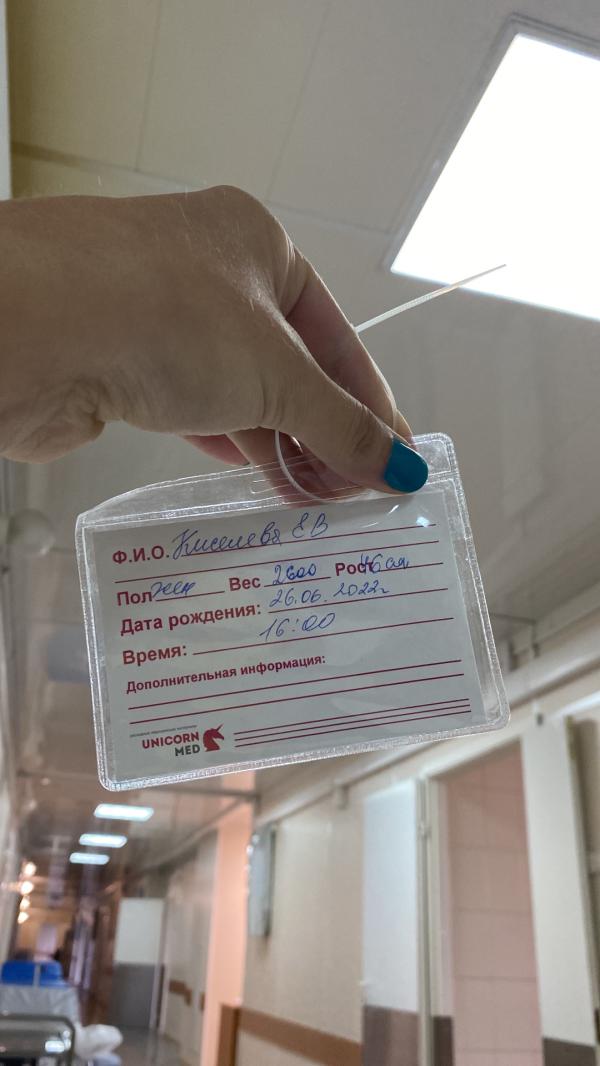 Ф.И.О. Киселева Е В
Пол жен Вес 2600 Рост 46 см
Дата рождения: 26.06.2022г
Время: 16:00
Дополнительная информация:
UNICORN
MED